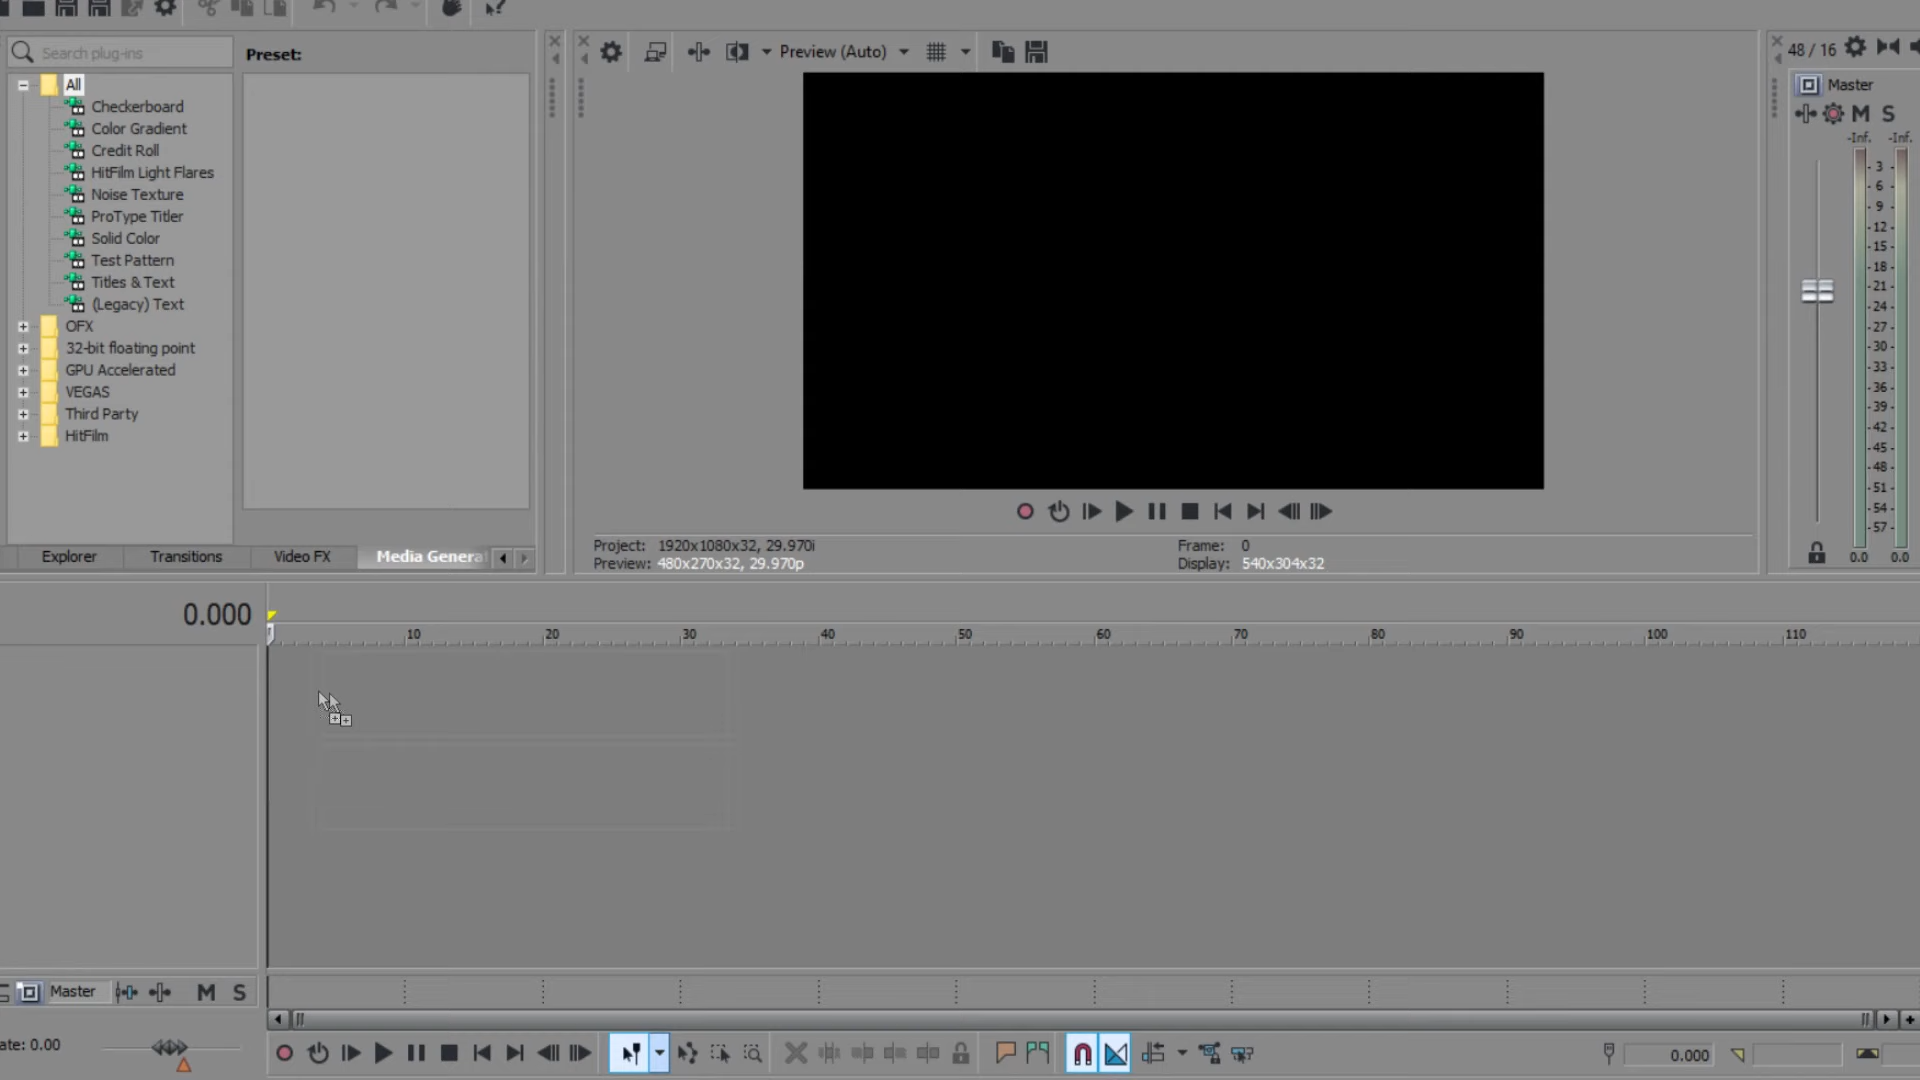 Search plug-ins
Preset:
All
Checkerboard
Color Gradient
Credit Roll
HitFilm Light Flares
Noise Texture
ProType Titler
Solid Color
Test Pattern
Titles & Text
(Legacy) Text
OFX
32-bit floating point
GPU Accelerated
VEGAS
Third Party
HitFilm
Explorer
Transitions
Video FX
Media Genera
Preview (Auto)
Project: 1920x1080x32, 29.970i
Preview: 480x270x32, 29.970p
Frame: 0
Display: 540x304x32
48 / 16
Master
M S
-Inf. -Inf.
3
6
9
12
15
18
21
24
27
30
33
36
39
42
45
48
51
54
57
0.0 0.0
0.000
10 20 30 40 50 60 70 80 90 100 110
Master M S
ate: 0.00
0.000